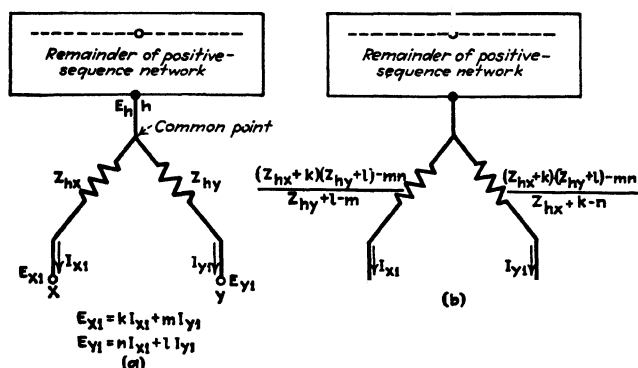 Remainder of positive-
sequence network
E_h h
Common point
Z_hx
Z_hy
E_x1
I_x1
I_y1
E_y1
x
y
E_x1 = k I_x1 + m I_y1
E_y1 = n I_x1 + l I_y1
(a)
Remainder of positive-
sequence network
(Z_hx+k)(Z_hy+l)-mn
Z_hy+l-m
(Z_hx+k)(Z_hy+l)-mn
Z_hx+k-n
I_x1
I_y1
(b)